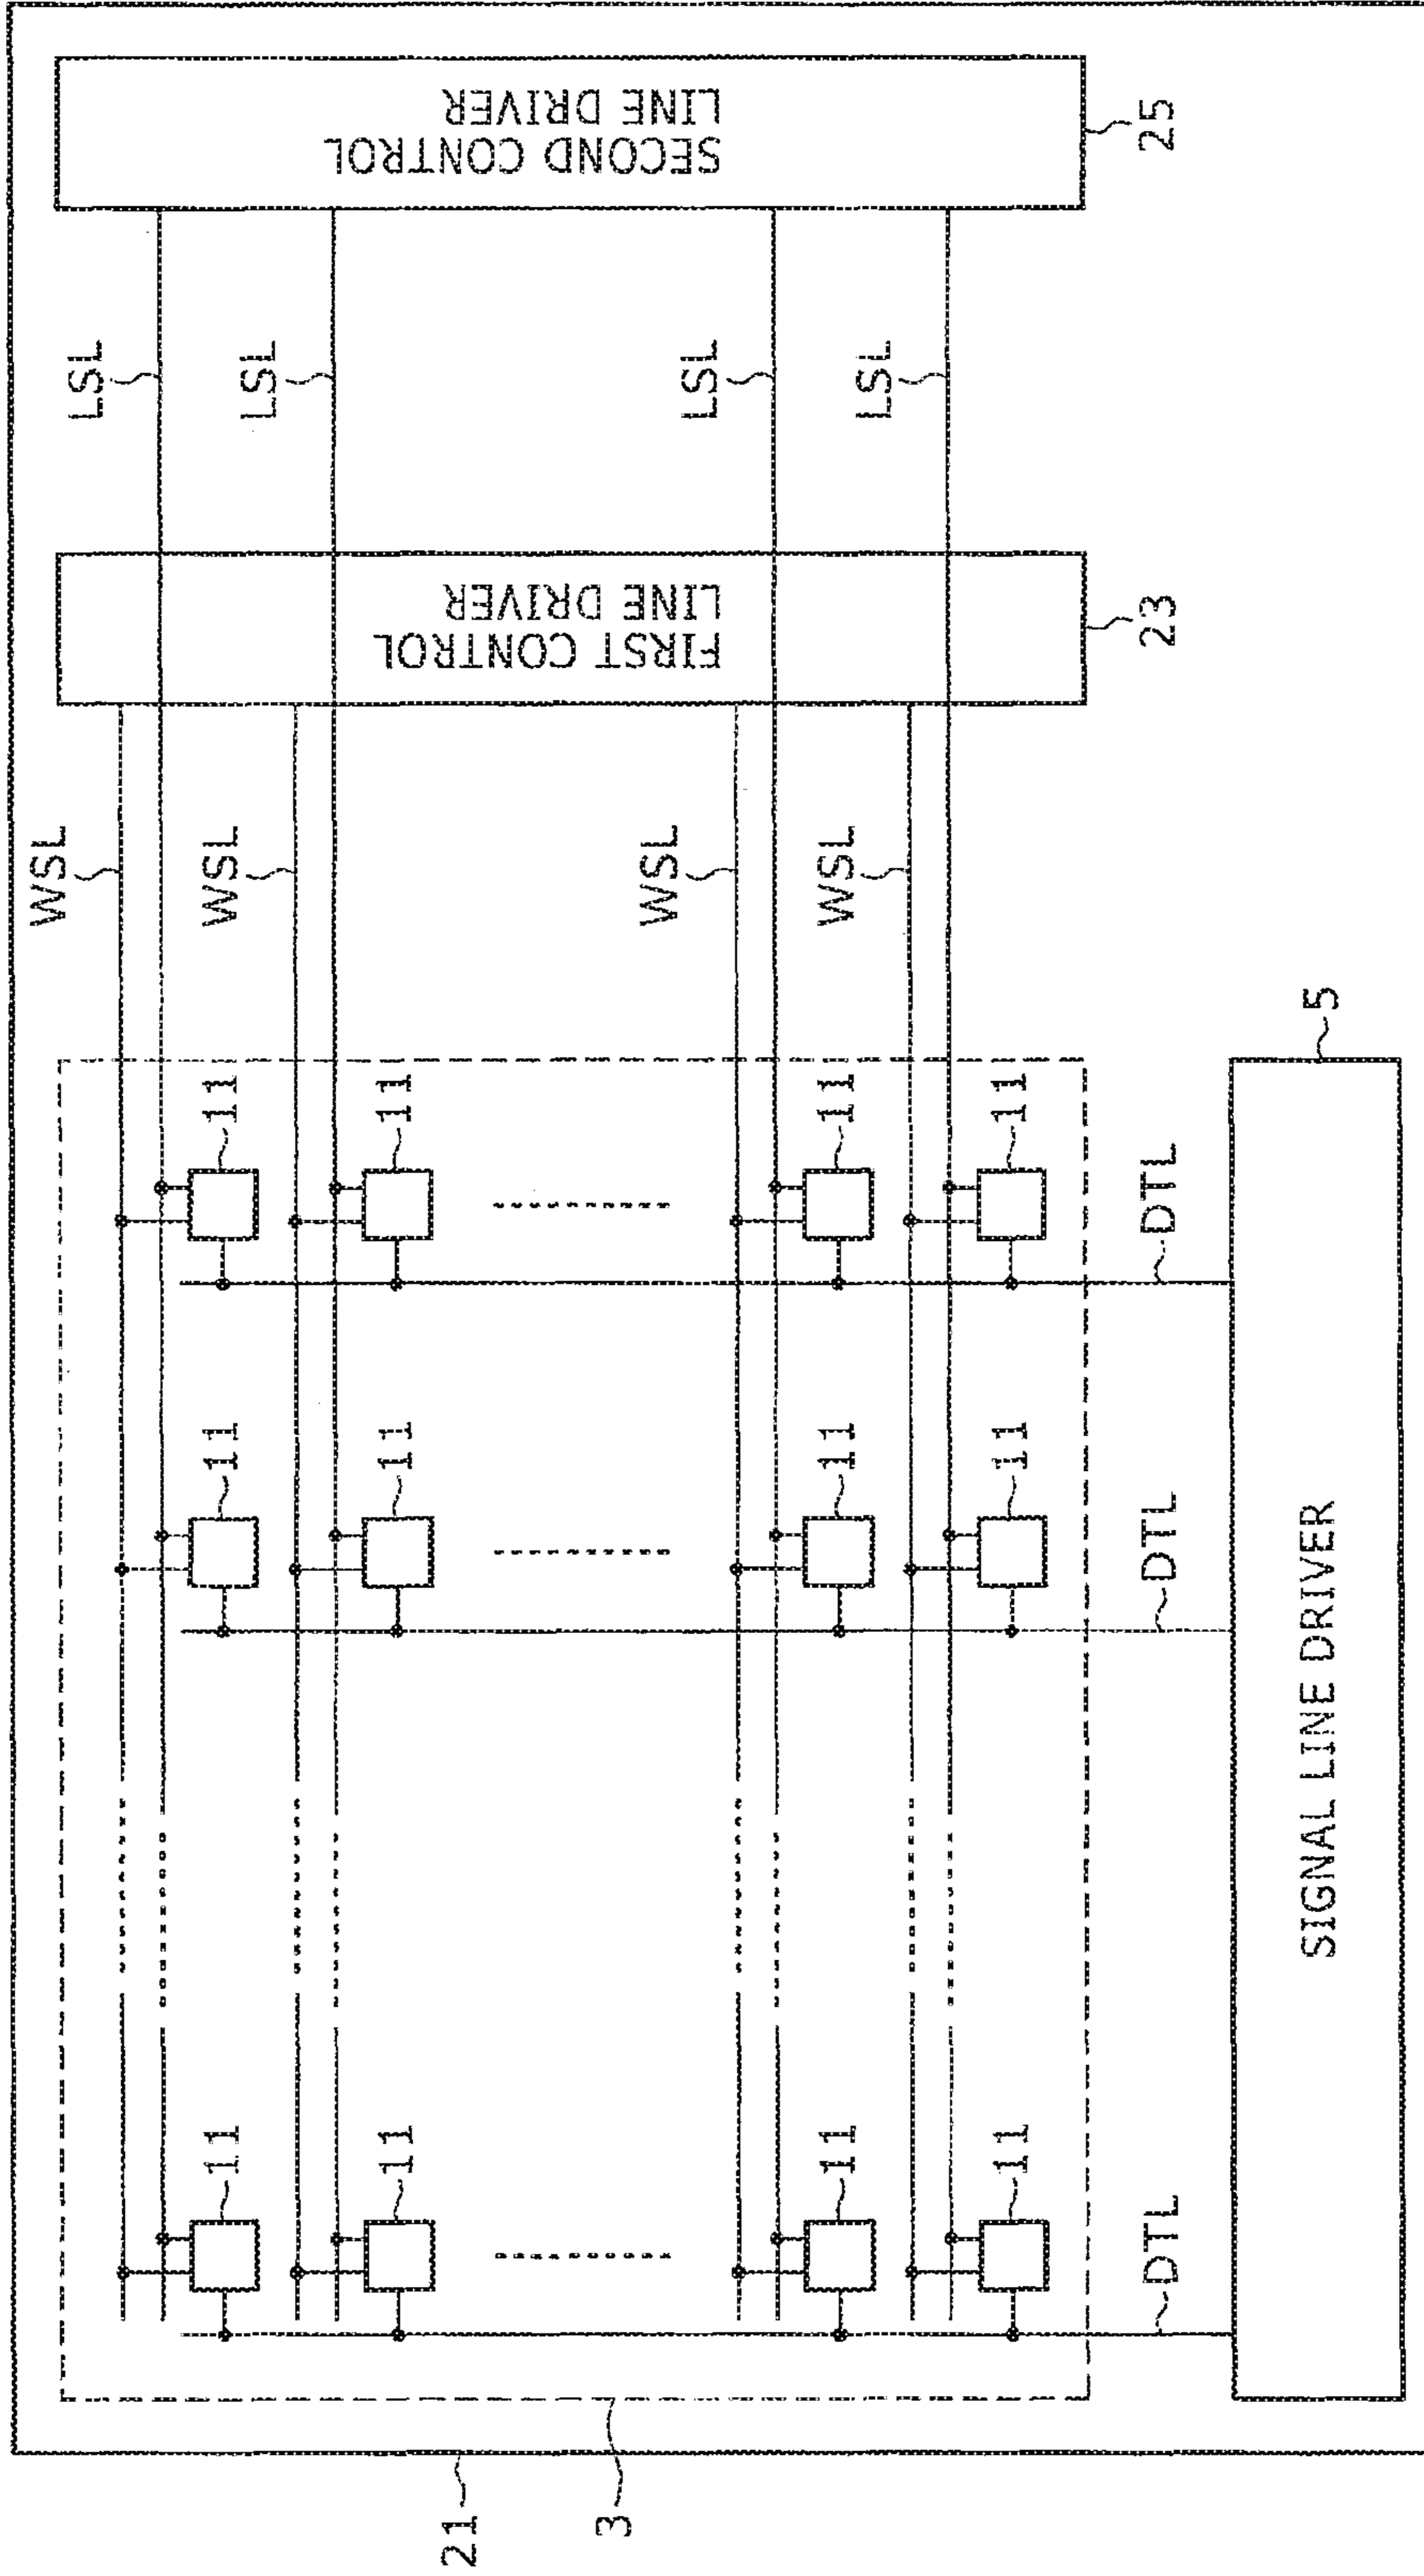 SECOND CONTROL
LINE DRIVER
25
LSL
LSL
LSL
LSL
FIRST CONTROL
LINE DRIVER
23
WSL
WSL
WSL
WSL
5
11
11
11
11
DTL
11
11
11
11
DTL
SIGNAL LINE DRIVER
11
11
11
11
DTL
21
3